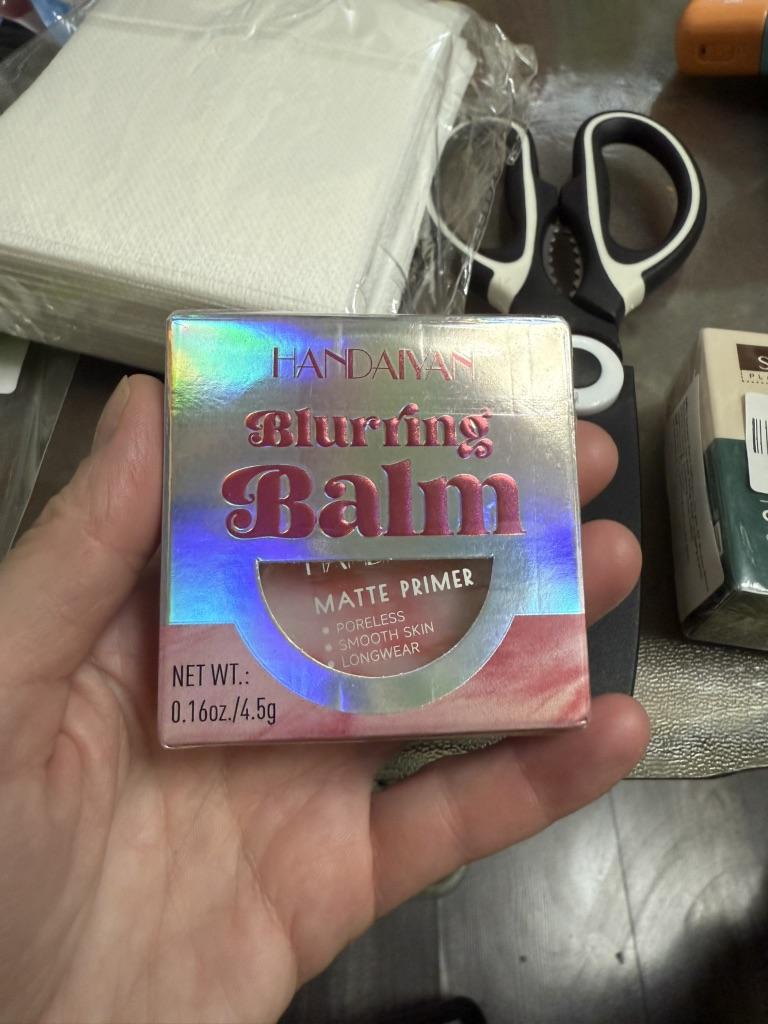 HANDAIYAN
Blurring
Balm
MATTE PRIMER
• PORELESS
• SMOOTH SKIN
• LONGWEAR
NET WT.:
0.16oz./4.5g